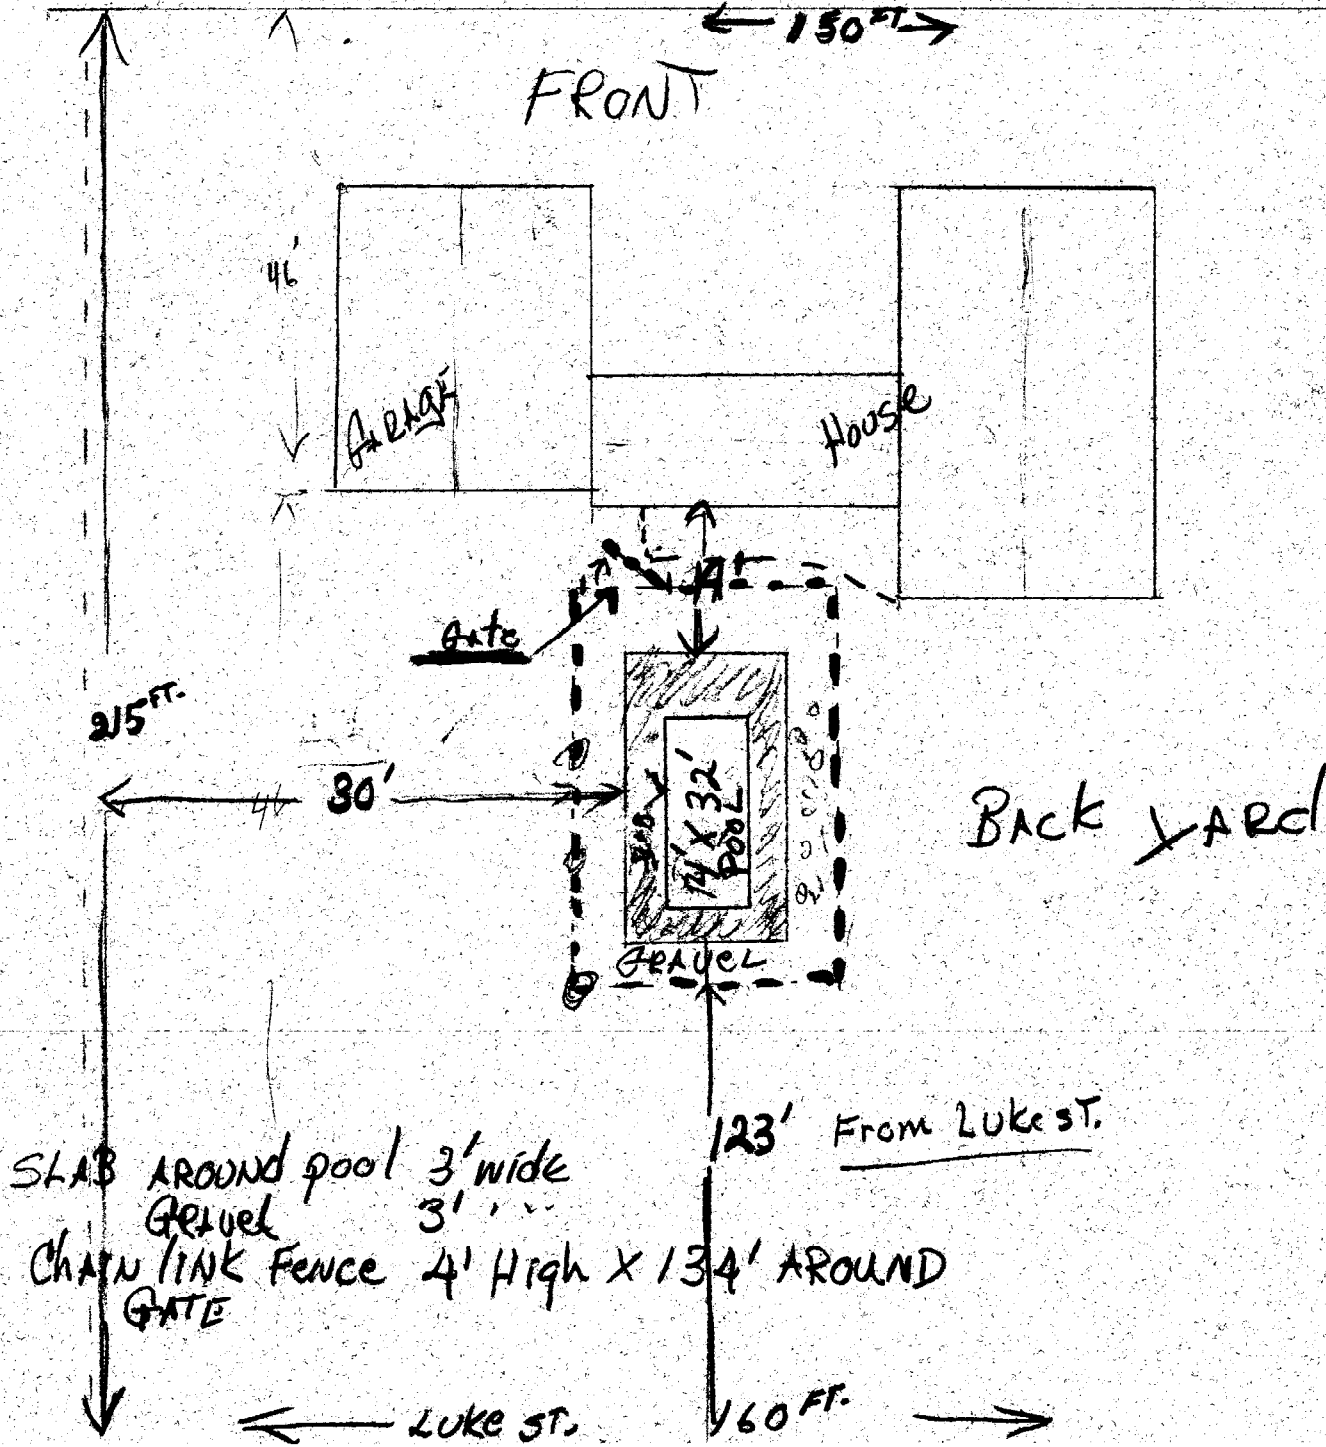 150 FT
FRONT
46'
GARAGE
House
Gate
215 FT.
30'
SLAB
14' X 32'
POOL
BACK YARd
GRAVEL
123' From Luke ST.
SLAB AROUNd pool 3' wide
GRAVEL 3' " "
CHAIN LINK FENCE 4' High X 134' AROUND
GATE
LUKE ST. 160 FT.